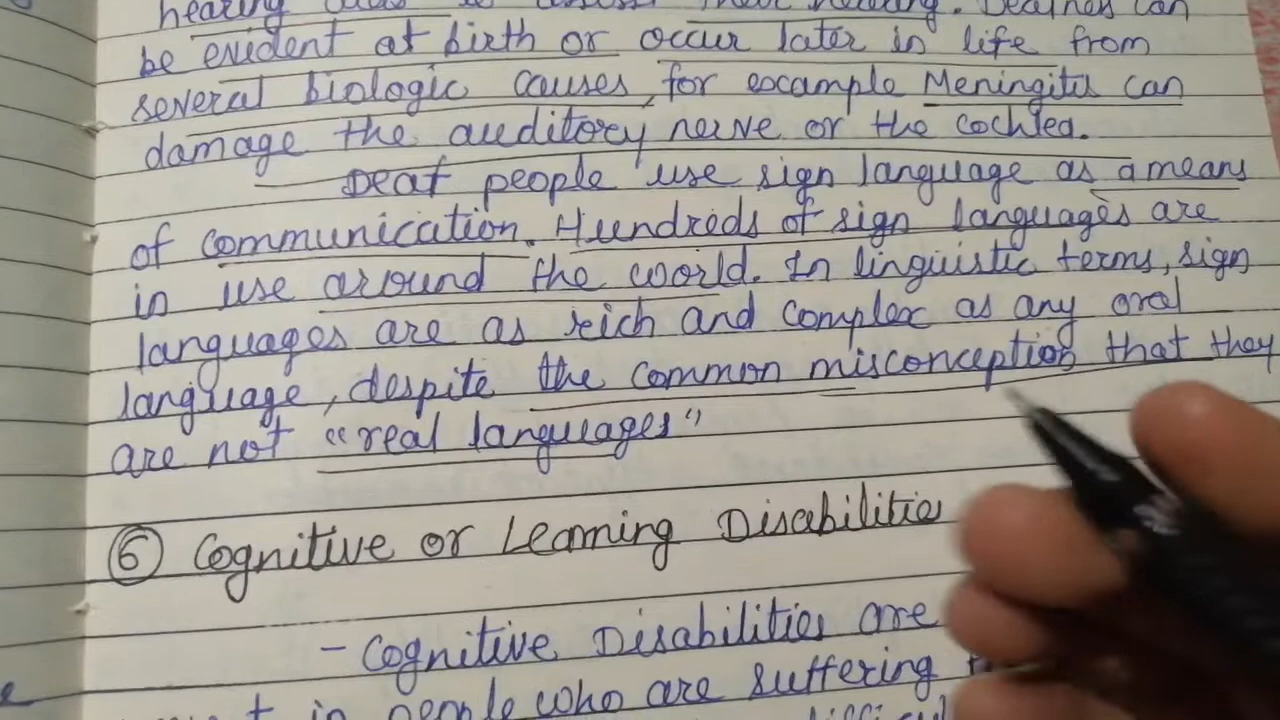 hearing
be evident at birth or occur later in life from
several biologic causes, for example Meningitis can
damage the auditory nerve or the cochlea.
Deaf people use sign language as a means
of communication. Hundreds of sign languages are
in use around the world. In linguistic terms, sign
languages are as rich and complex as any oral
language, despite the common misconception that they
are not "real languages"
6 Cognitive or Learning Disabilities
- Cognitive Disabilities are
in people who are suffering